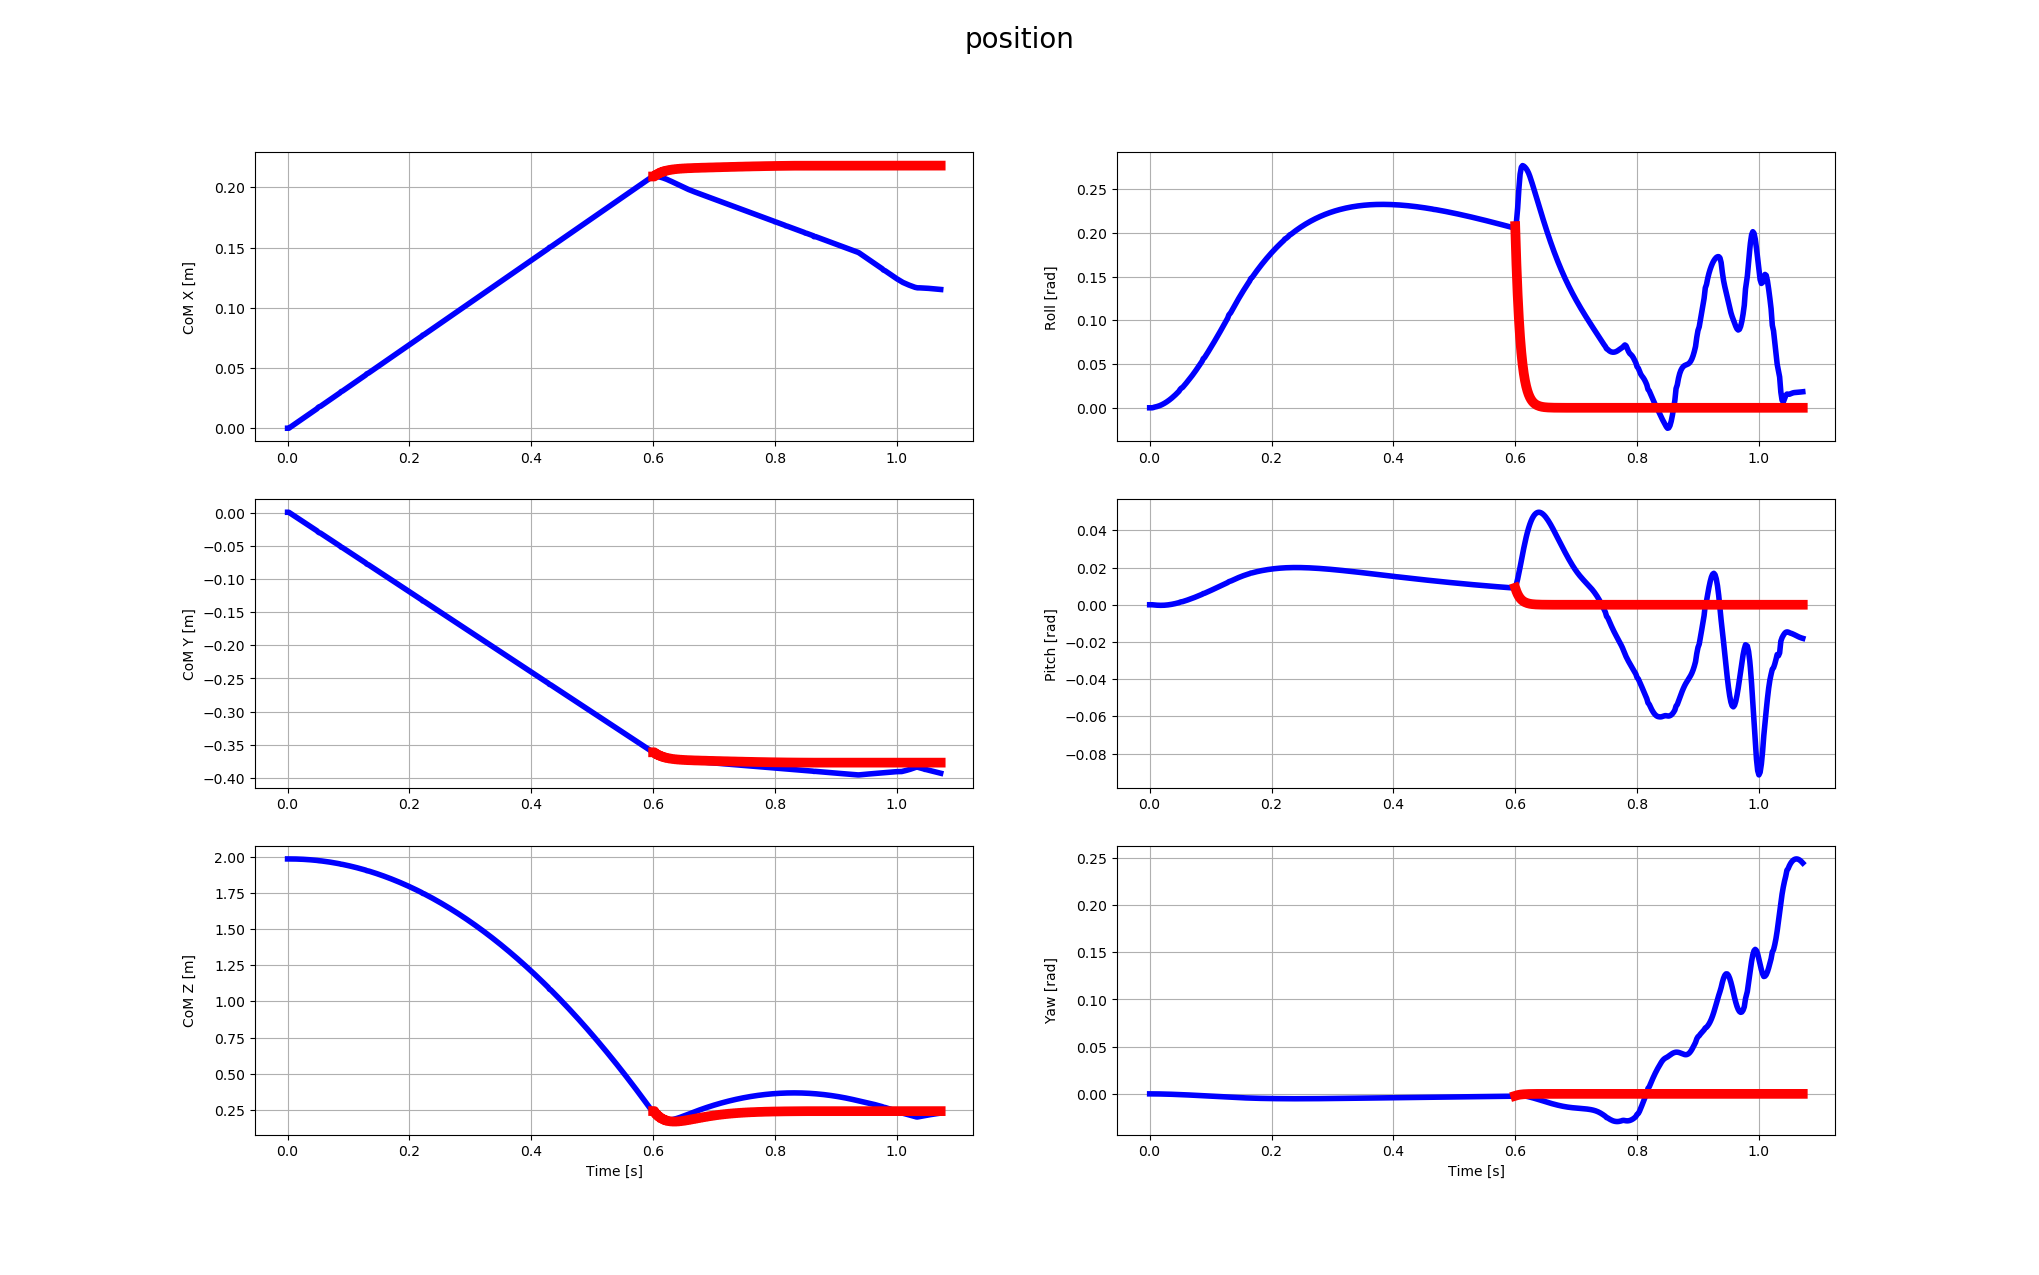 position
CoM X [m]
0.20
0.15
0.10
0.05
0.00
0.0 0.2 0.4 0.6 0.8 1.0
Roll [rad]
0.25
0.20
0.15
0.10
0.05
0.00
0.0 0.2 0.4 0.6 0.8 1.0
CoM Y [m]
0.00
−0.05
−0.10
−0.15
−0.20
−0.25
−0.30
−0.35
−0.40
0.0 0.2 0.4 0.6 0.8 1.0
Pitch [rad]
0.04
0.02
0.00
−0.02
−0.04
−0.06
−0.08
0.0 0.2 0.4 0.6 0.8 1.0
CoM Z [m]
2.00
1.75
1.50
1.25
1.00
0.75
0.50
0.25
0.0 0.2 0.4 0.6 0.8 1.0
Time [s]
Yaw [rad]
0.25
0.20
0.15
0.10
0.05
0.00
0.0 0.2 0.4 0.6 0.8 1.0
Time [s]